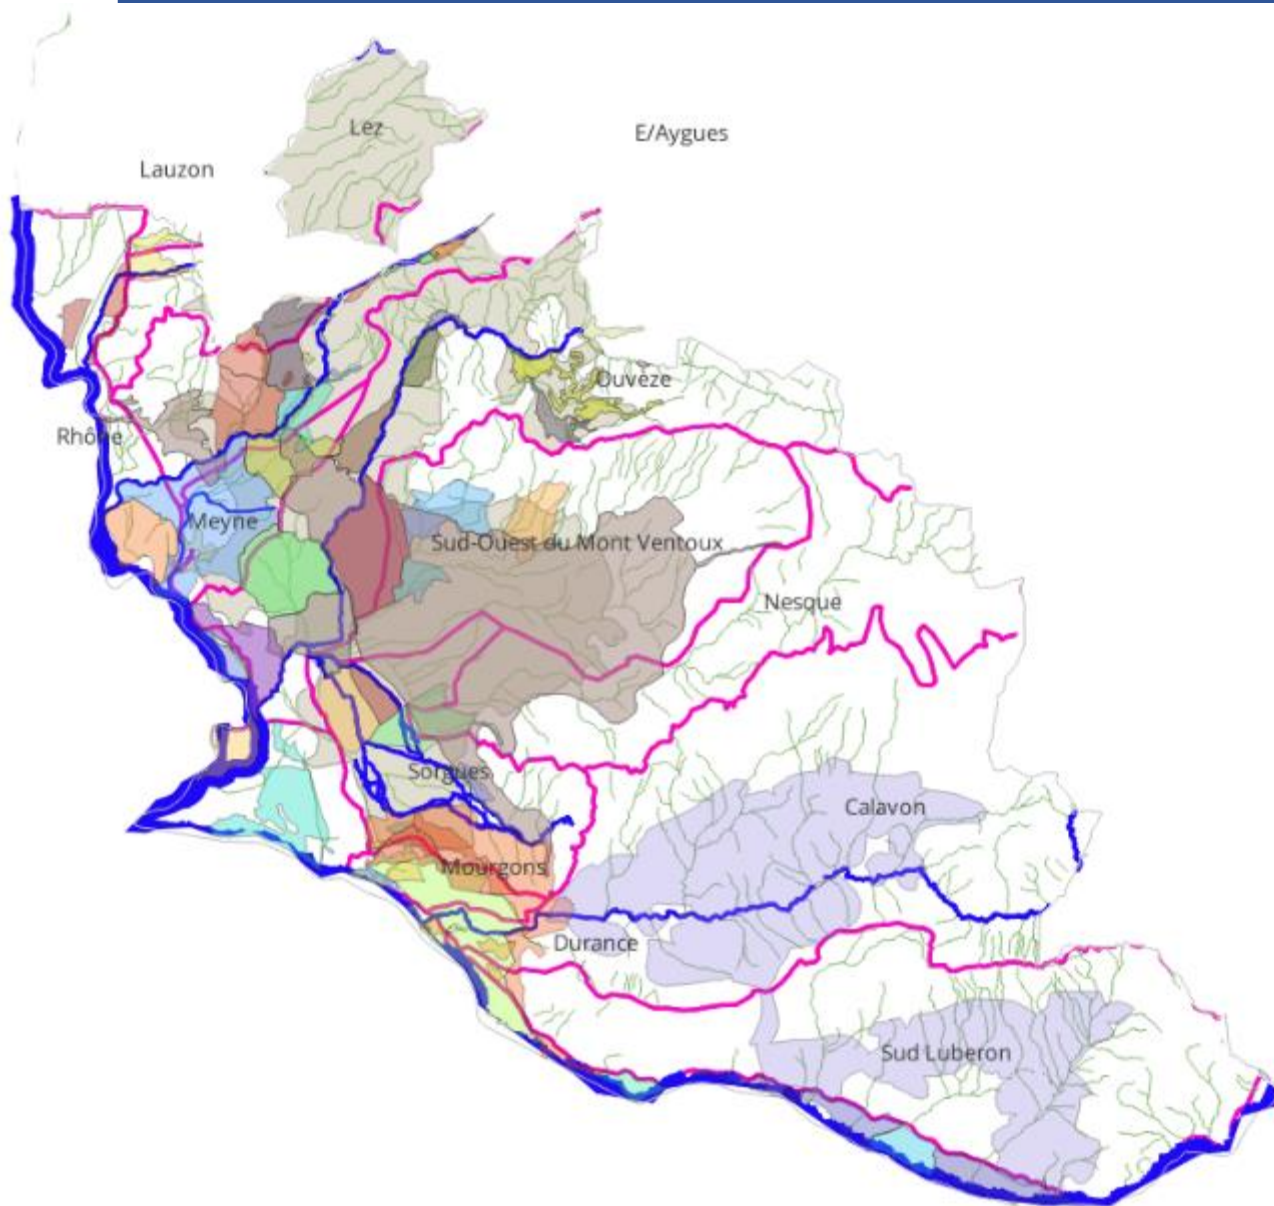 Lez
E/Aygues
Lauzon
Ouvèze
Rhône
Meyne
Sud-Ouest du Mont Ventoux
Nesque
Sorgues
Calavon
Mourgons
Durance
Sud Luberon